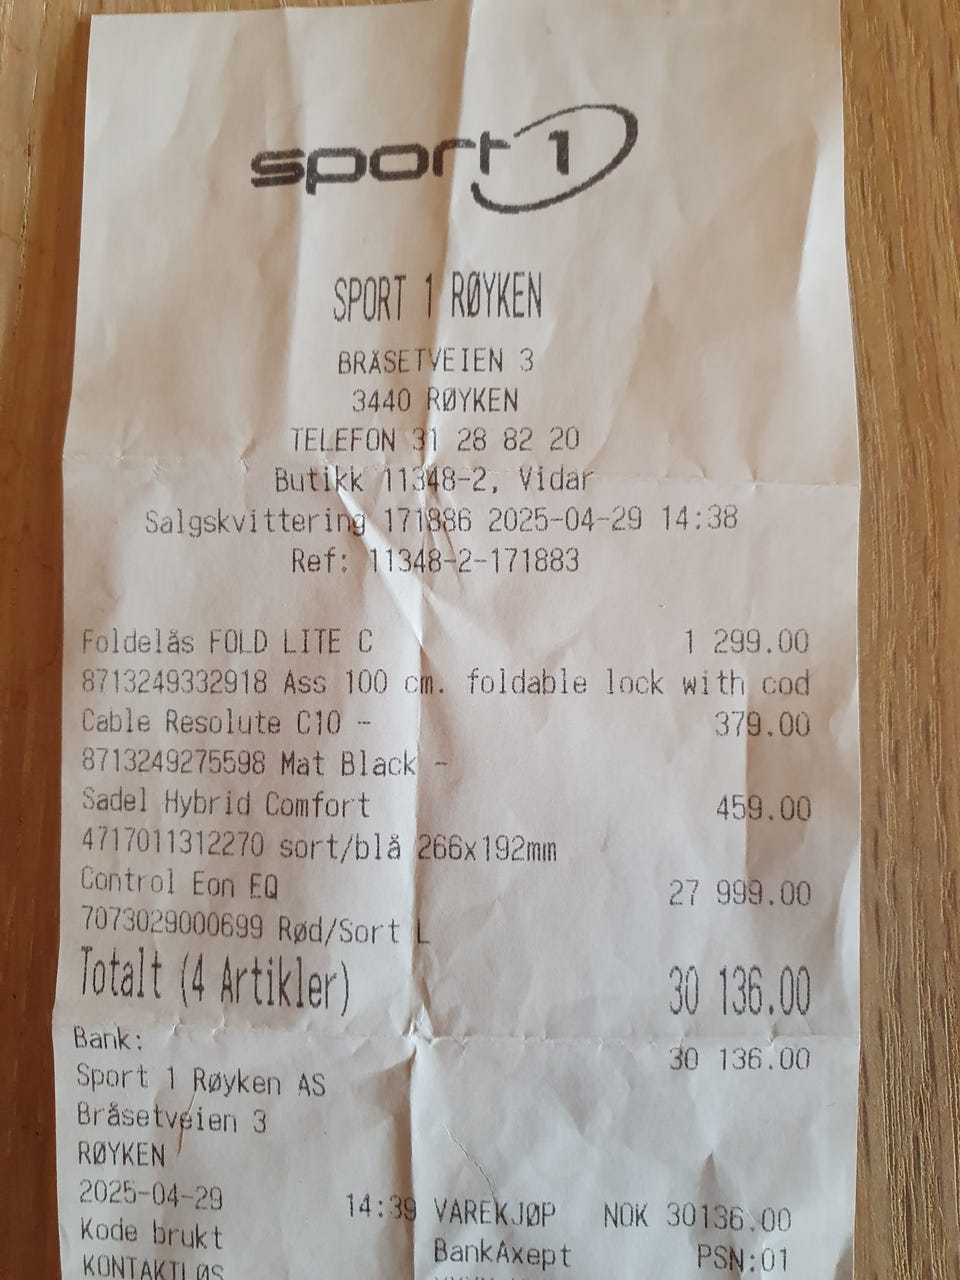 sport 1
SPORT 1 RØYKEN
BRÅSETVEIEN 3
3440 RØYKEN
TELEFON 31 28 82 20
Butikk 11348-2, Vidar
Salgskvittering 171886 2025-04-29 14:38
Ref: 11348-2-171883
Foldelås FOLD LITE C 1 299.00
8713249332918 Ass 100 cm. foldable lock with cod
Cable Resolute C10 - 379.00
8713249275598 Mat Black -
Sadel Hybrid Comfort 459.00
4717011312270 sort/blå 266x192mm
Control Eon EQ 27 999.00
7073029000699 Rød/Sort L
Totalt (4 Artikler) 30 136.00
Bank: 30 136.00
Sport 1 Røyken AS
Bråsetveien 3
RØYKEN
2025-04-29 14:39 VAREKJØP NOK 30136.00
Kode brukt BankAxept PSN:01
KONTAKTLØS